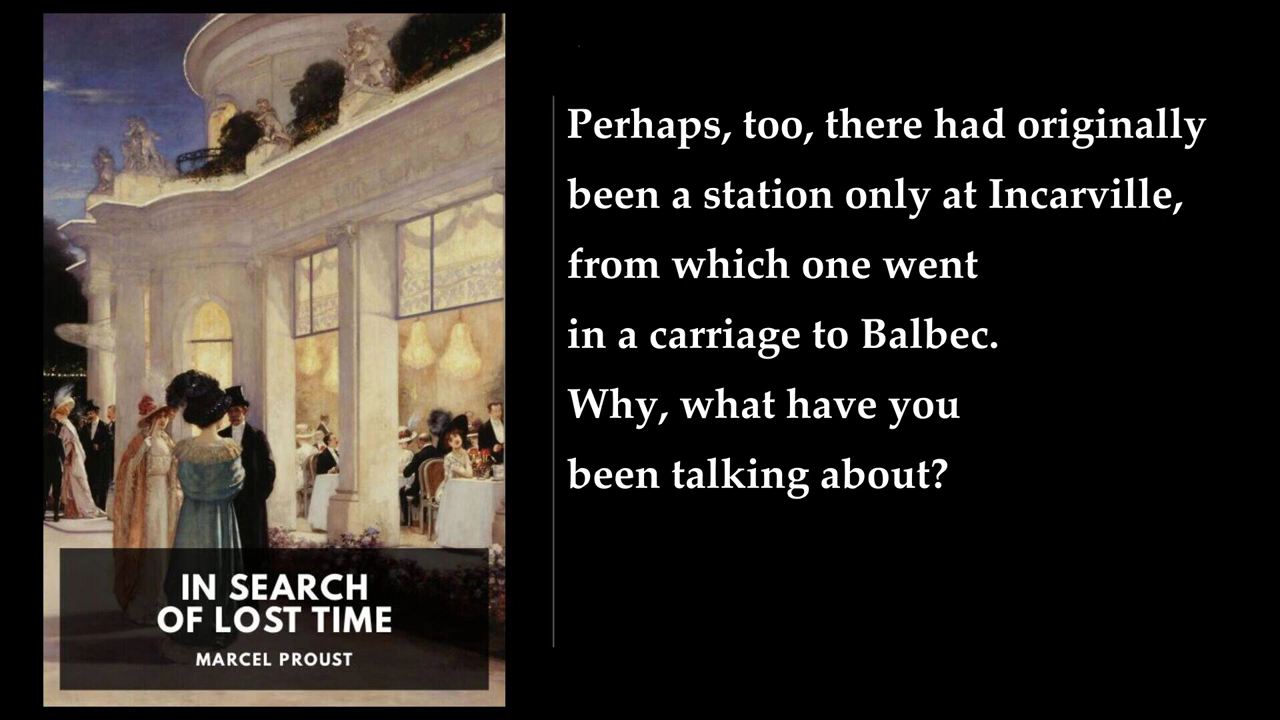 IN SEARCH
OF LOST TIME
MARCEL PROUST
Perhaps, too, there had originally
been a station only at Incarville,
from which one went
in a carriage to Balbec.
Why, what have you
been talking about?